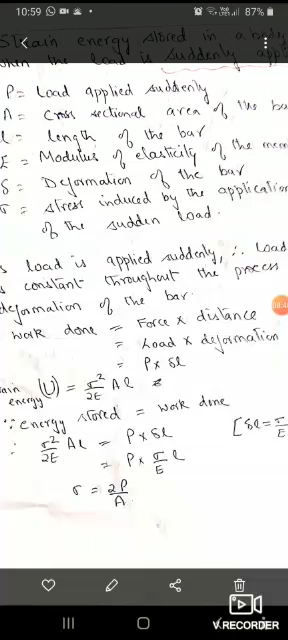 10:59
87%
Strain energy stored in a body
when the load is suddenly appl
P = Load applied suddenly
A = cross sectional area of the ba
l = length of the bar
E = Modulus of elasticity of the mem
δ = Deformation of the bar
σ = stress induced by the application
of the sudden load.
s load is applied suddenly, ∴ Load
s constant throughout the process
deformation of the bar.
work done = Force × distance
= Load × deformation
= P × δl
ain energy (U) = σ²/2E Al
∵ energy stored = work done
∴ σ²/2E Al = P × δl [δl = σ/E
= P × σ/E l
σ = 2P/A
V.RECORDER